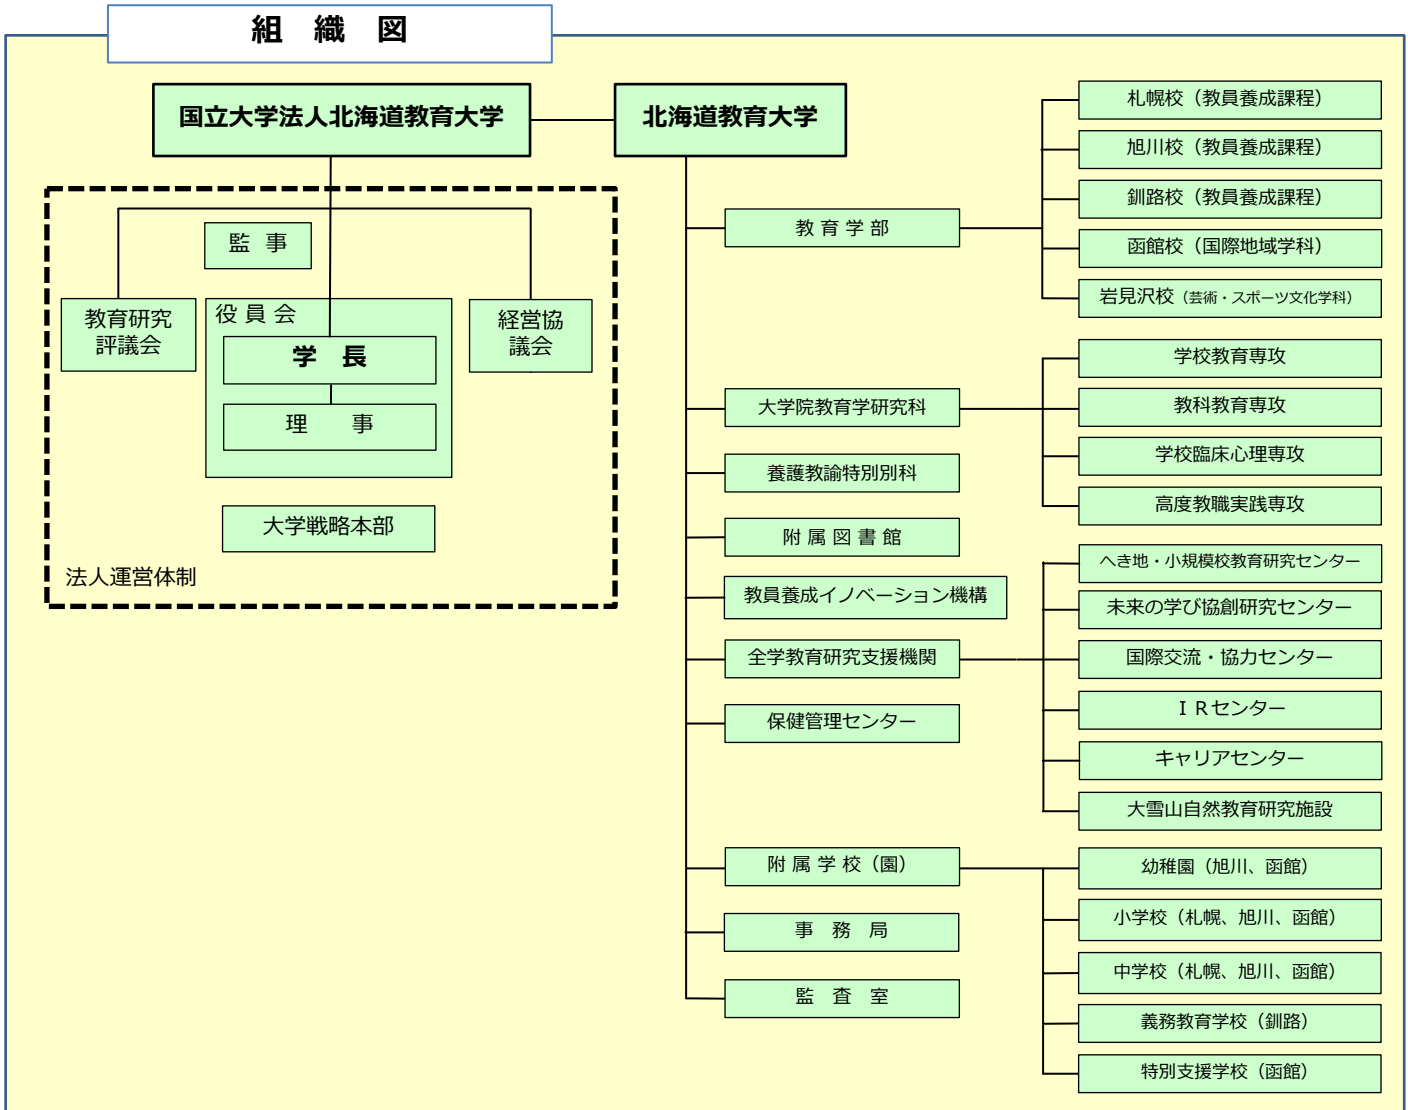 組　織　図
国立大学法人北海道教育大学
北海道教育大学
監　事
教育研究
評議会
役 員 会
学　長
理　　事
経営協
議会
大学戦略本部
法人運営体制
教 育 学 部
札幌校（教員養成課程）
旭川校（教員養成課程）
釧路校（教員養成課程）
函館校（国際地域学科）
岩見沢校（芸術・スポーツ文化学科）
大学院教育学研究科
学校教育専攻
教科教育専攻
学校臨床心理専攻
高度教職実践専攻
養護教諭特別別科
附 属 図 書 館
教員養成イノベーション機構
全学教育研究支援機関
へき地・小規模校教育研究センター
未来の学び協創研究センター
国際交流・協力センター
ＩＲセンター
キャリアセンター
大雪山自然教育研究施設
保健管理センター
附 属 学 校（園）
幼稚園（旭川、函館）
小学校（札幌、旭川、函館）
中学校（札幌、旭川、函館）
義務教育学校（釧路）
特別支援学校（函館）
事　務　局
監　査　室